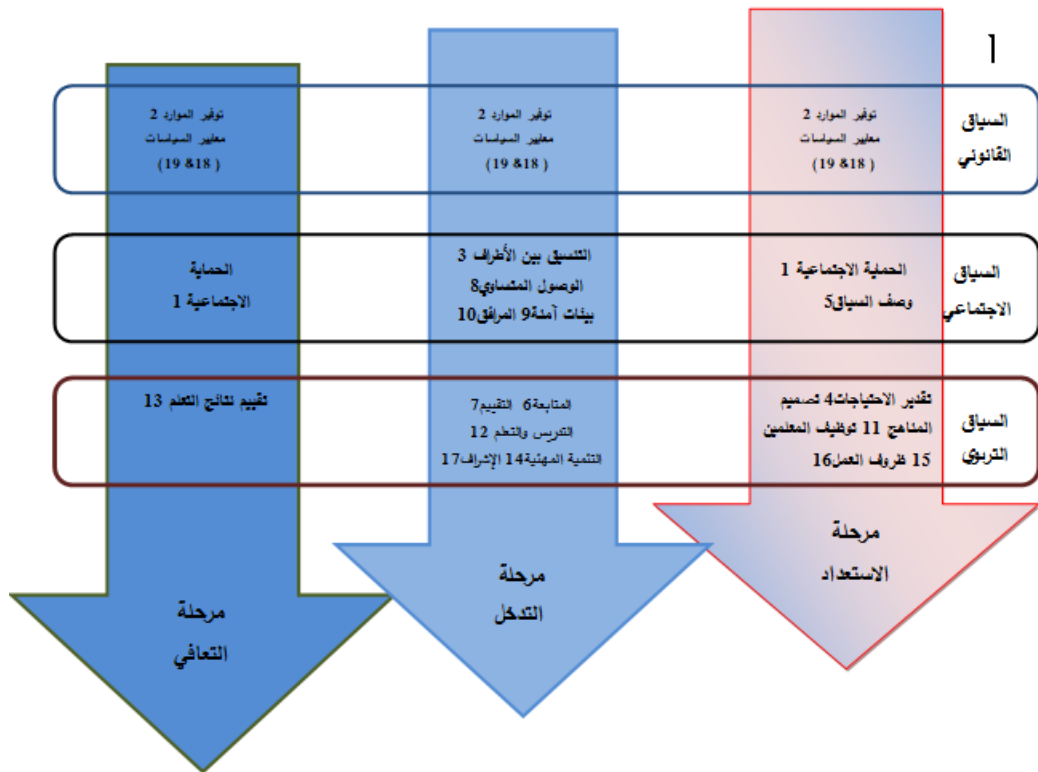 أ
السياق
القانوني
توفير الموارد 2
معايير السياسات
( 18& 19)
توفير الموارد 2
معايير السياسات
( 18& 19)
توفير الموارد 2
معايير السياسات
( 18& 19)
السياق
الاجتماعي
الحماية الاجتماعية 1
وصف السياق5
التنسيق بين الأطراف 3
الوصول المتساوي8
بيئات آمنة9 المرافق10
الحماية
الاجتماعية 1
السياق
التربوي
تقدير الاحتياجات4 تصميم
المناهج 11 توظيف المعلمين
15 ظروف العمل16
المتابعة6 التقييم7
التدريس والتعلم 12
التنمية المهنية14 الإشراف17
تقييم نتائج التعلم 13
مرحلة
الاستعداد
مرحلة
التدخل
مرحلة
التعافي